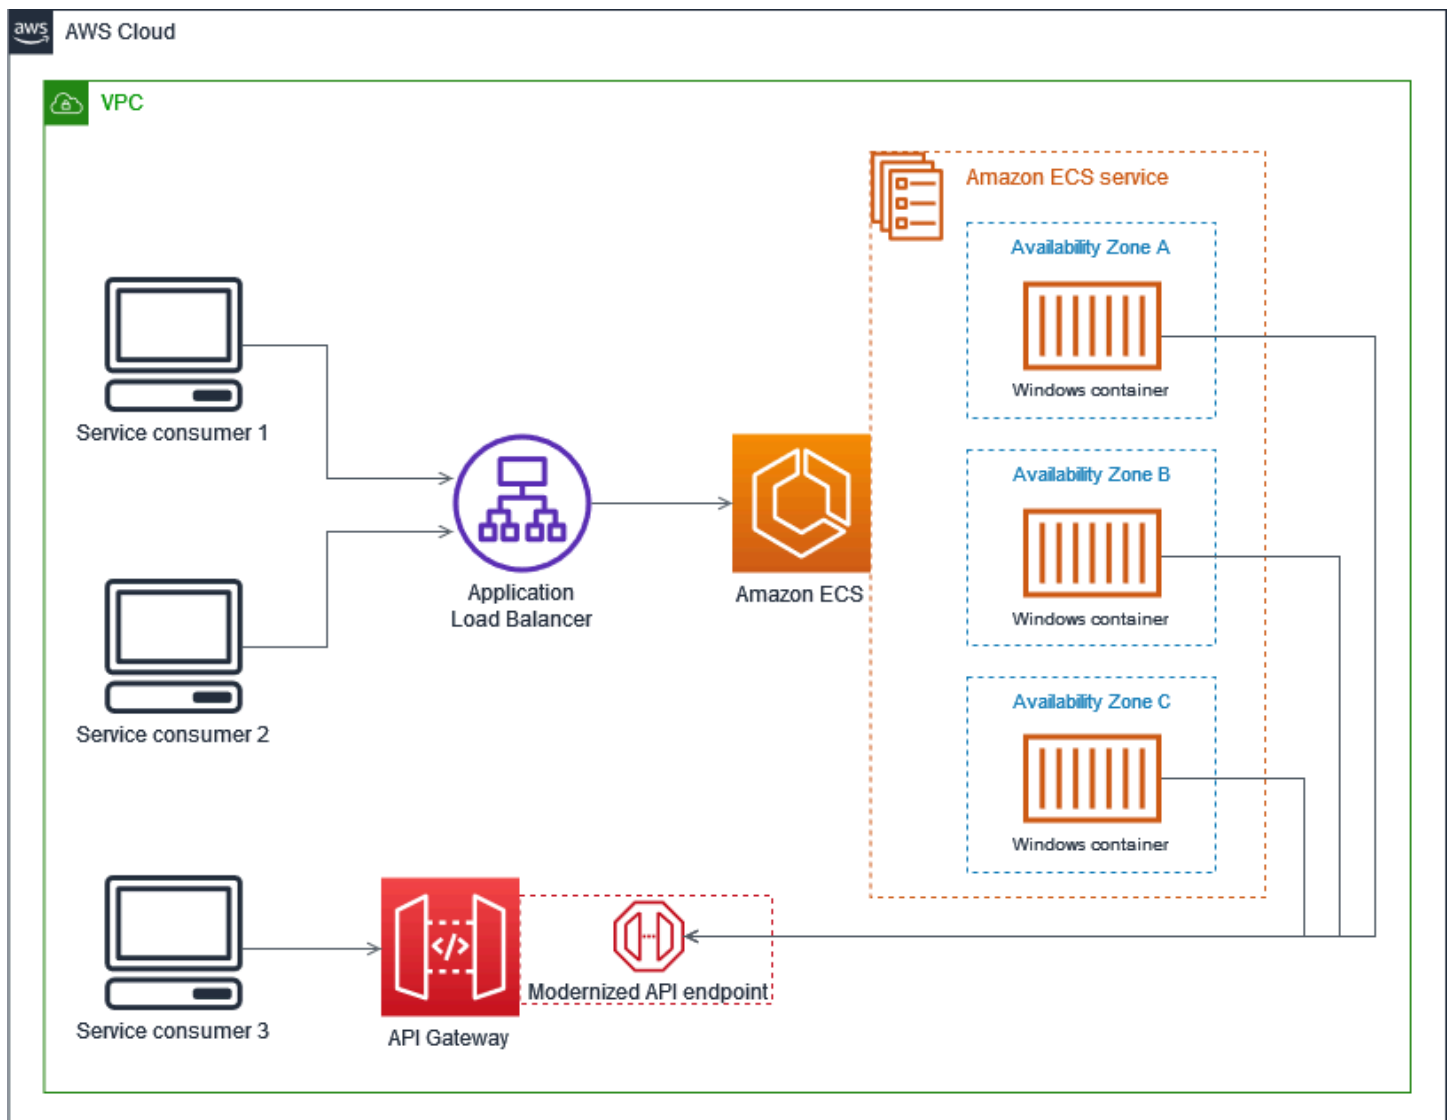 aws
AWS Cloud
VPC
Amazon ECS service
Availability Zone A
Windows container
Service consumer 1
Availability Zone B
Windows container
Application
Load Balancer
Amazon ECS
Service consumer 2
Availability Zone C
Windows container
Modernized API endpoint
Service consumer 3
API Gateway